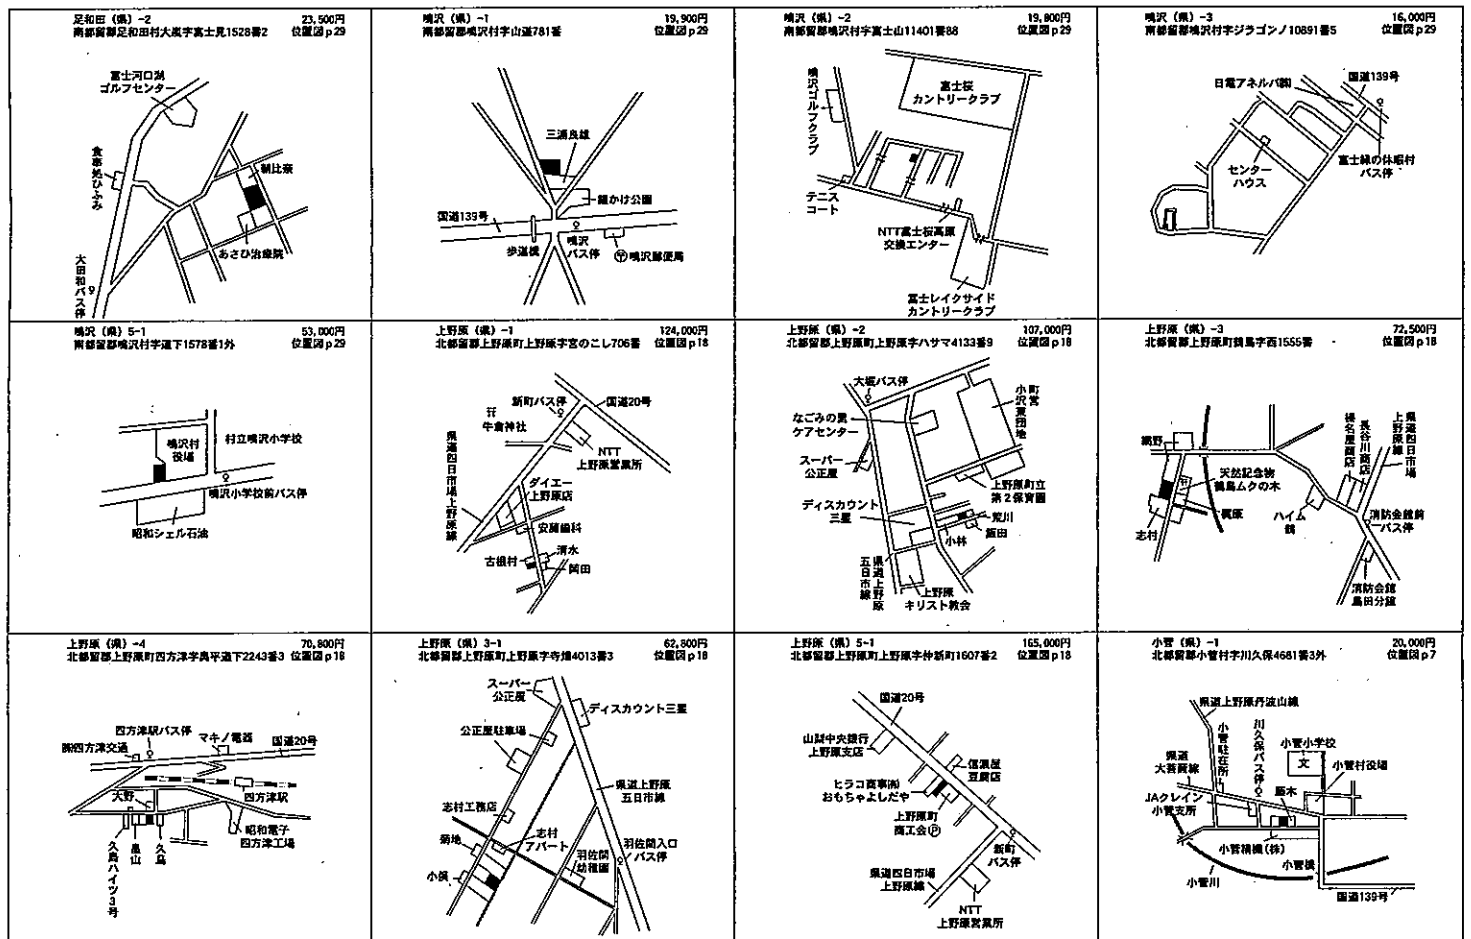 足和田（県）-2
23,500円
南都留郡足和田村大嵐字富士見1528番2
位置図p29
富士河口湖
ゴルフセンター
食事処ひふみ
朝比奈
あさひ治療院
大田和バス停
鳴沢（県）-1
19,900円
南都留郡鳴沢村字山道781番
位置図p29
三浦良雄
国道139号
鐘かけ公園
歩道橋
鳴沢
バス停
鳴沢郵便局
鳴沢（県）-2
19,800円
南都留郡鳴沢村字富士山11401番88
位置図p29
鳴沢ゴルフクラブ
富士桜
カントリークラブ
テニス
コート
NTT富士桜高原
交換エンター
富士レイクサイド
カントリークラブ
鳴沢（県）-3
16,000円
南都留郡鳴沢村字ジラゴンノ10891番5
位置図p29
国道139号
日電アネルバ㈱
センター
ハウス
富士緑の休暇村
バス停
鳴沢（県）5-1
53,000円
南都留郡鳴沢村字道下1578番1外
位置図p29
鳴沢村
役場
村立鳴沢小学校
鳴沢小学校前バス停
昭和シェル石油
上野原（県）-1
124,000円
北都留郡上野原町上野原字宮のこし706番
位置図p18
新町バス停
国道20号
牛倉神社
県道四日市場上野原線
NTT
上野原営業所
ダイエー
上野原店
安藤歯科
古根村
清水
岡田
上野原（県）-2
107,000円
北都留郡上野原町上野原字ハサマ4133番9
位置図p18
大堀バス停
町営
小沢東団地
なごみの里
ケアセンター
スーパー
公正屋
上野原町立
第2保育園
ディスカウント
三星
荒川
飯田
小林
県道上野原
五日市線
上野原
キリスト教会
上野原（県）-3
72,500円
北都留郡上野原町鶴島字西1555番
位置図p18
県道四日市場
上野原線
長谷川商店
榛名屋商店
網野
天然記念物
鶴島ムクの木
梶原
志村
ハイム
鶴
消防会館前
バス停
消防会館
島田分館
上野原（県）-4
70,800円
北都留郡上野原町四方津字奥平道下2243番3
位置図p18
四方津駅バス停
マキノ電器
国道20号
㈱四方津交通
大野
四方津駅
昭和電子
四方津工場
久島ハイツ3号
奥山
久島
上野原（県）3-1
62,800円
北都留郡上野原町上野原字寺畑4013番3
位置図p18
スーパー
公正屋
ディスカウント三星
公正屋駐車場
県道上野原
五日市線
志村工務店
志村
アパート
菊地
羽佐間入口
バス停
羽佐間
幼稚園
小俣
上野原（県）5-1
165,000円
北都留郡上野原町上野原字仲新町1607番2
位置図p18
国道20号
山梨中央銀行
上野原支店
信濃屋
豆腐店
ヒラコ商事㈱
おもちゃよしだや
上野原町
商工会Ⓟ
新町
バス停
県道四日市場
上野原線
NTT
上野原営業所
小菅（県）-1
20,000円
北都留郡小菅村字川久保4681番3外
位置図p7
県道上野原丹波山線
小菅駐在所
川久保バス停
小菅小学校
文
県道
大菩薩線
小菅村役場
JAクレイン
小菅支所
藤木
小菅精機（株）
小菅川
小菅橋
国道139号